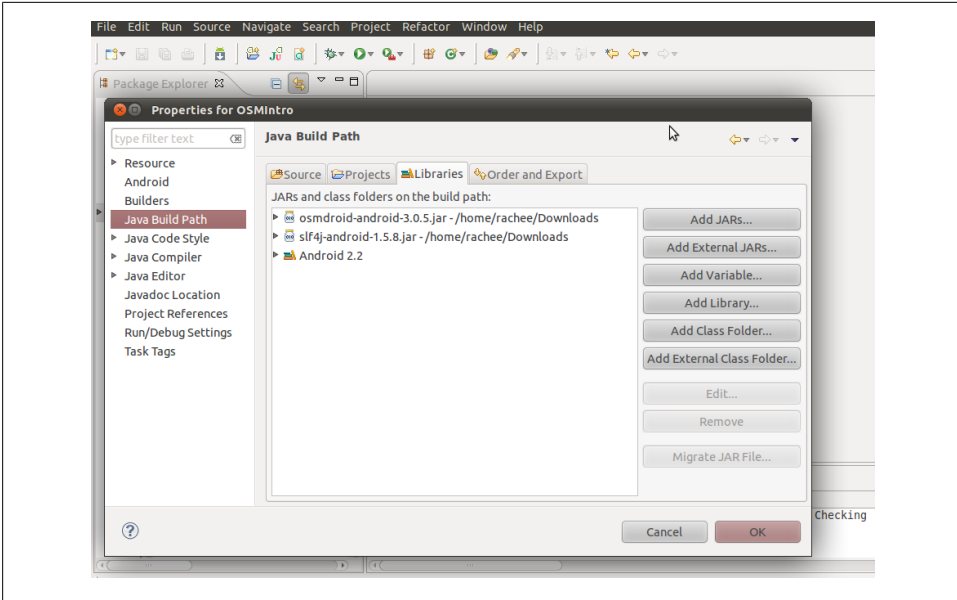 File Edit Run Source Navigate Search Project Refactor Window Help
Package Explorer
Properties for OSMIntro
type filter text
Java Build Path
Resource
Android
Builders
Java Build Path
Java Code Style
Java Compiler
Java Editor
Javadoc Location
Project References
Run/Debug Settings
Task Tags
Source Projects Libraries Order and Export
JARs and class folders on the build path:
osmdroid-android-3.0.5.jar - /home/rachee/Downloads
slf4j-android-1.5.8.jar - /home/rachee/Downloads
Android 2.2
Add JARs...
Add External JARs...
Add Variable...
Add Library...
Add Class Folder...
Add External Class Folder...
Edit...
Remove
Migrate JAR File...
Checking
Cancel OK